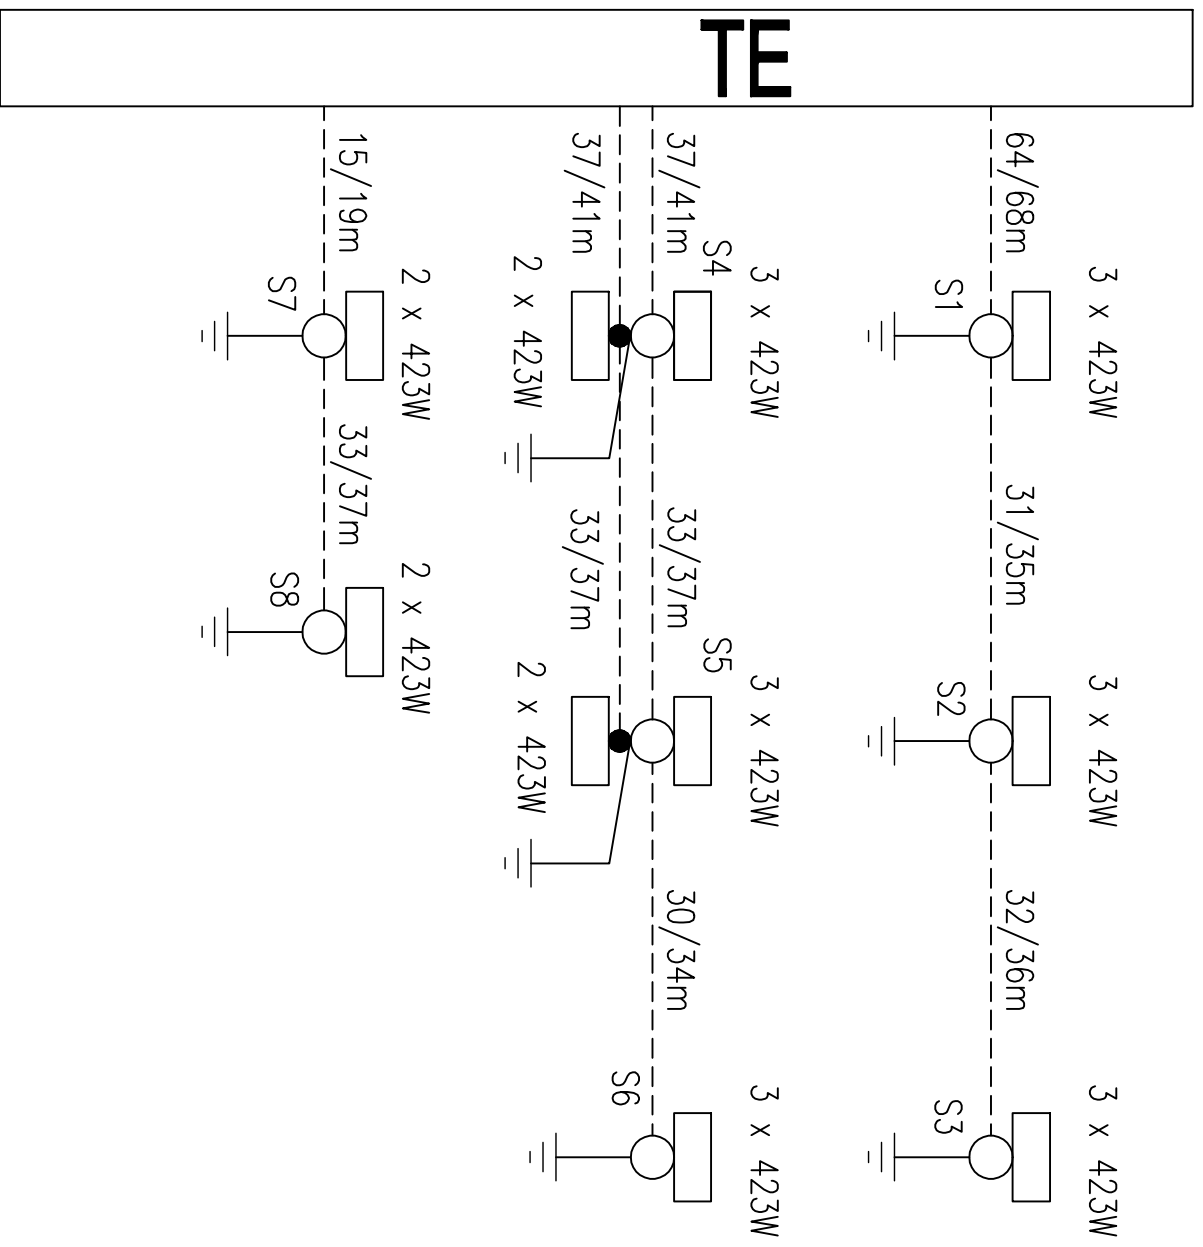 TE
64/68m
S1
3 x 423W
31/35m
S2
3 x 423W
32/36m
S3
3 x 423W
37/41m
S4
3 x 423W
33/37m
S5
3 x 423W
30/34m
S6
3 x 423W
37/41m
2 x 423W
33/37m
2 x 423W
15/19m
S7
2 x 423W
33/37m
S8
2 x 423W